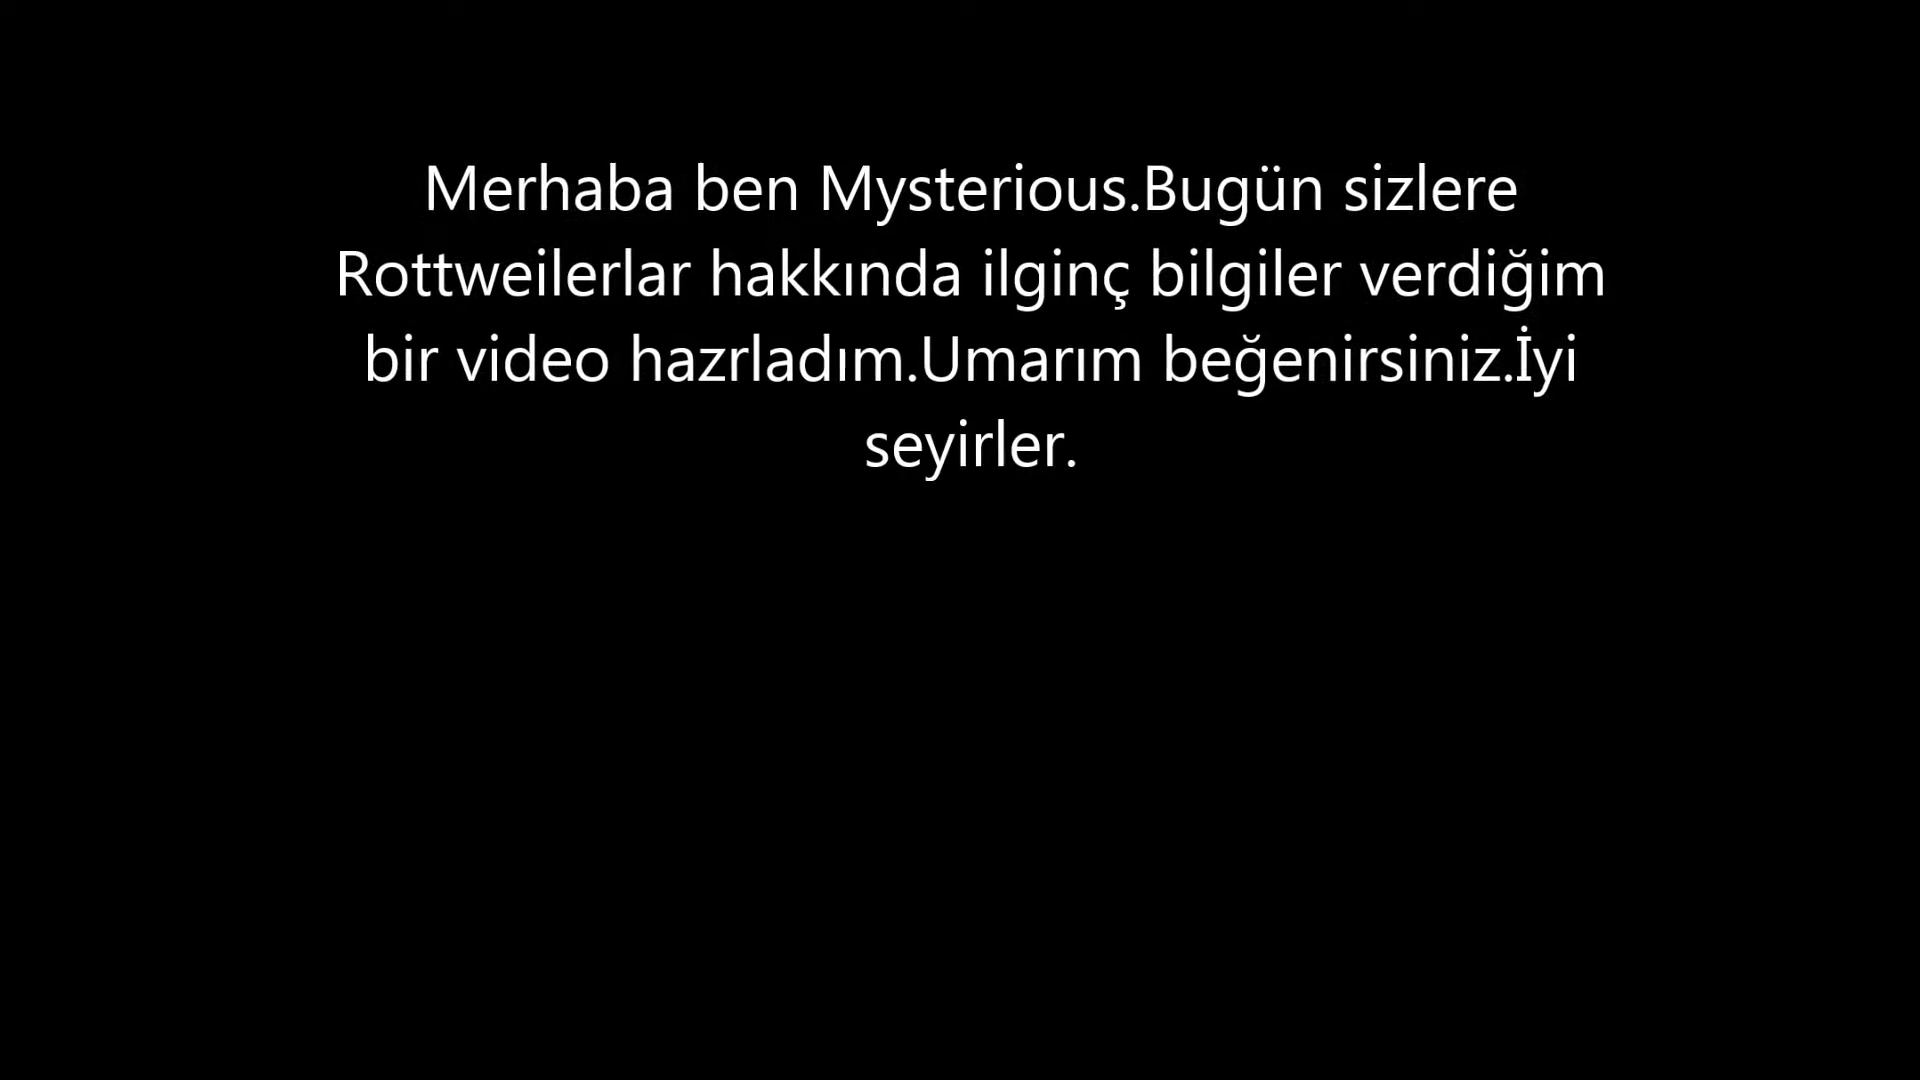 Merhaba ben Mysterious.Bugün sizlere
Rottweilerlar hakkında ilginç bilgiler verdiğim
bir video hazrladım.Umarım beğenirsiniz.İyi
seyirler.